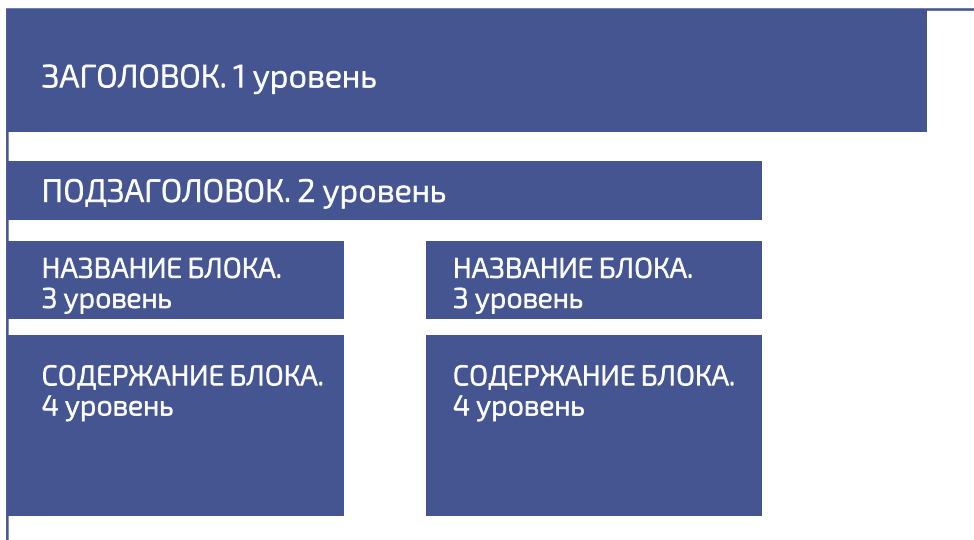 ЗАГОЛОВОК. 1 уровень
ПОДЗАГОЛОВОК. 2 уровень
НАЗВАНИЕ БЛОКА.
3 уровень
НАЗВАНИЕ БЛОКА.
3 уровень
СОДЕРЖАНИЕ БЛОКА.
4 уровень
СОДЕРЖАНИЕ БЛОКА.
4 уровень